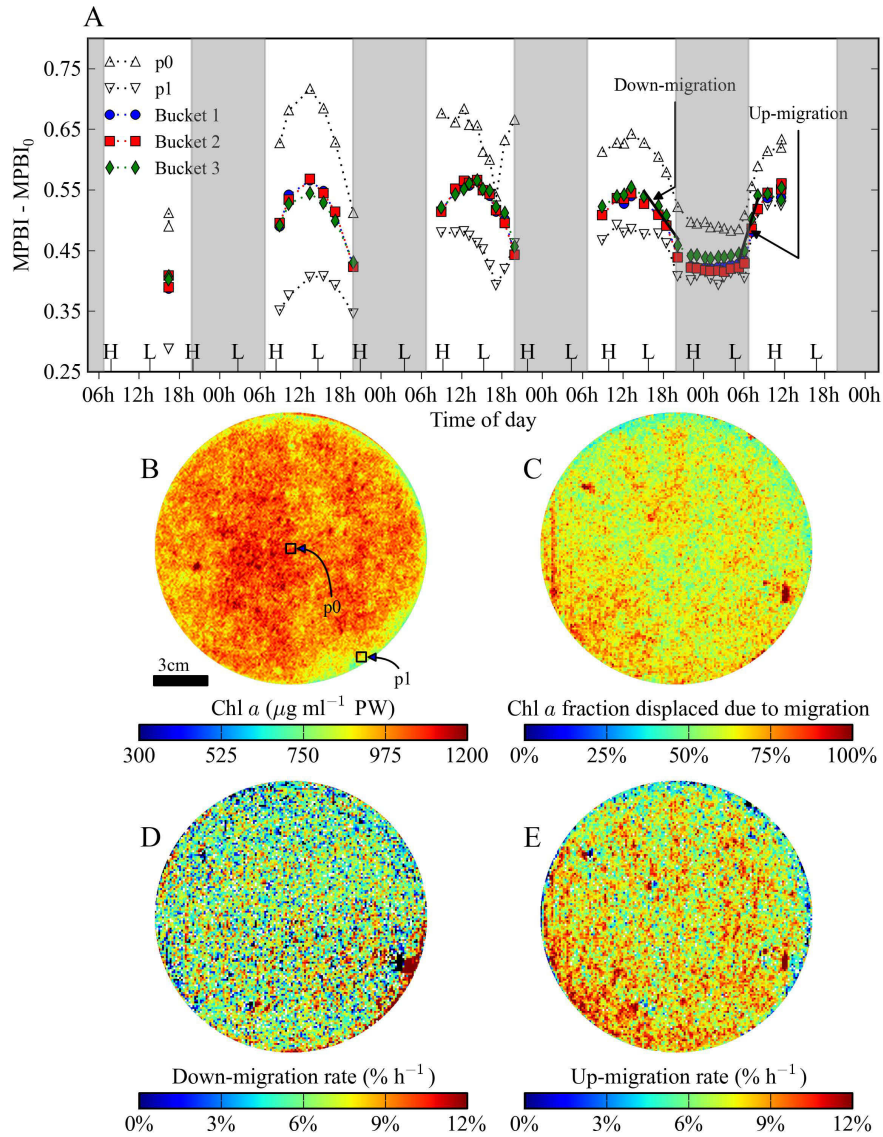 A
MPBI - MPBI₀
0.75
0.65
0.55
0.45
0.35
0.25
p0
p1
Bucket 1
Bucket 2
Bucket 3
Down-migration
Up-migration
H L H L H L H L H L H L H L H L
06h 12h 18h 00h 06h 12h 18h 00h 06h 12h 18h 00h 06h 12h 18h 00h 06h 12h 18h 00h
Time of day
B
p0
p1
3cm
Chl a (μg ml⁻¹ PW)
300 525 750 975 1200
C
Chl a fraction displaced due to migration
0% 25% 50% 75% 100%
D
Down-migration rate (% h⁻¹)
0% 3% 6% 9% 12%
E
Up-migration rate (% h⁻¹)
0% 3% 6% 9% 12%